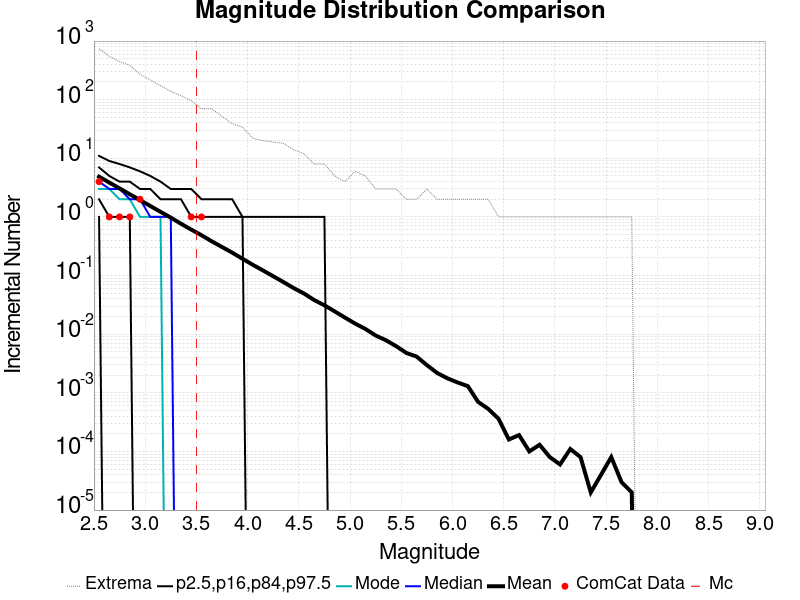 Magnitude Distribution Comparison
10^3
10^2
10^1
10^0
10^-1
10^-2
10^-3
10^-4
10^-5
Incremental Number
2.5 3.0 3.5 4.0 4.5 5.0 5.5 6.0 6.5 7.0 7.5 8.0 8.5 9.0
Magnitude
Extrema p2.5,p16,p84,p97.5 Mode Median Mean ComCat Data Mc